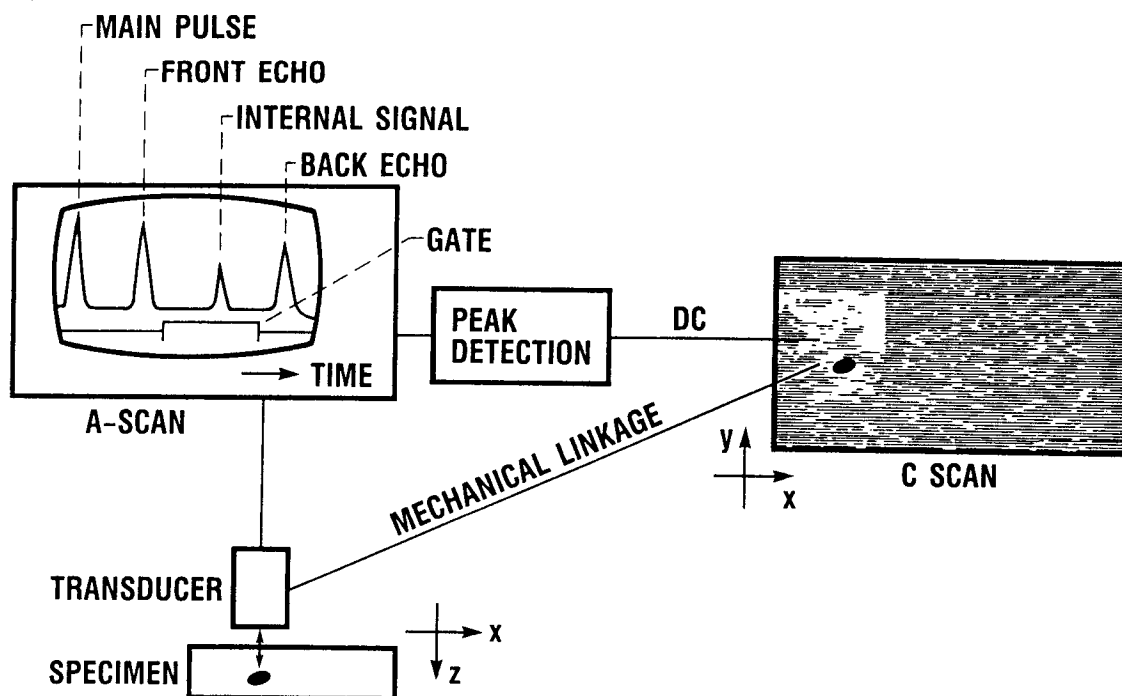 MAIN PULSE
FRONT ECHO
INTERNAL SIGNAL
BACK ECHO
GATE
PEAK
DETECTION
DC
TIME
A-SCAN
MECHANICAL LINKAGE
y
x
C SCAN
TRANSDUCER
x
z
SPECIMEN